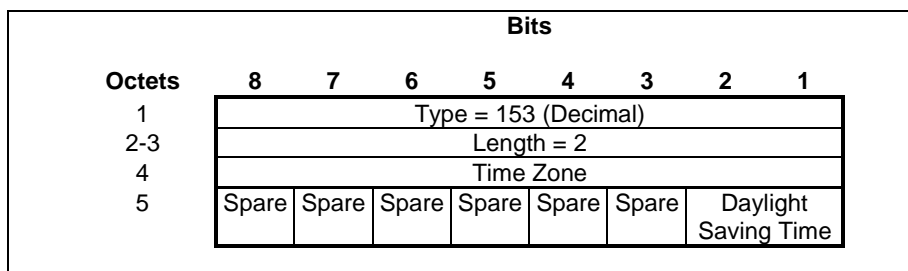 Bits
Octets 8 7 6 5 4 3 2 1
1 Type = 153 (Decimal)
2-3 Length = 2
4 Time Zone
5 Spare Spare Spare Spare Spare Spare Daylight
Saving Time